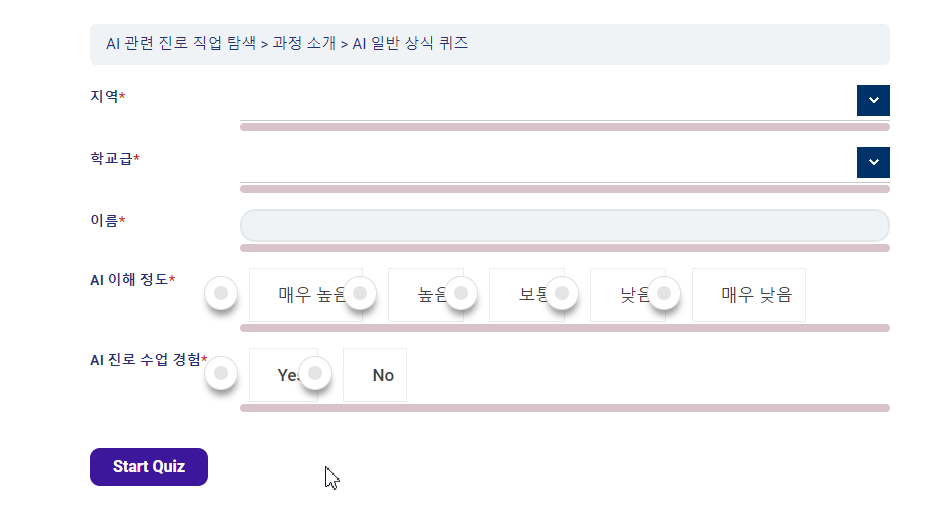 AI 관련 진로 직업 탐색 > 과정 소개 > AI 일반 상식 퀴즈
지역*
학교급*
이름*
AI 이해 정도* 매우 높음 높음 보통 낮음 매우 낮음
AI 진로 수업 경험* Yes No
Start Quiz